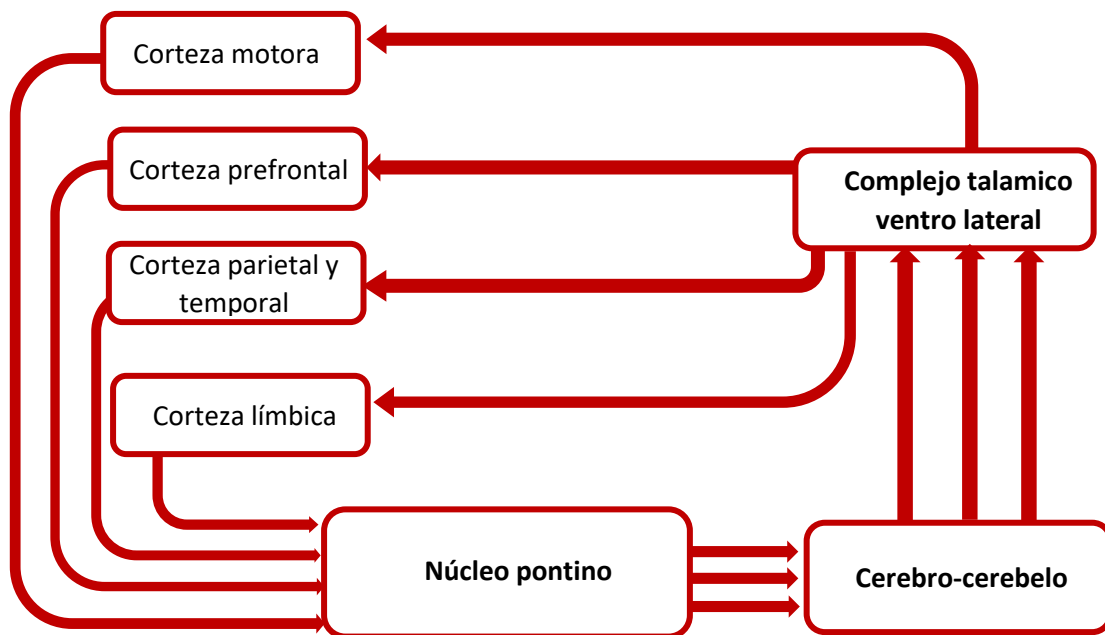 Corteza motora
Corteza prefrontal
Complejo talamico
ventro lateral
Corteza parietal y
temporal
Corteza límbica
Núcleo pontino
Cerebro-cerebelo